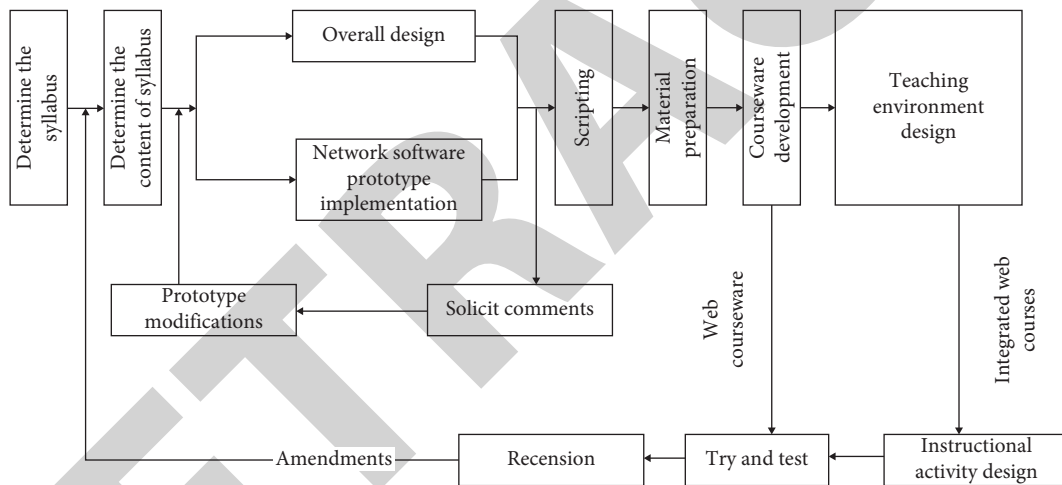 Determine the
syllabus
Determine the
content of syllabus
Overall design
Network software
prototype
implementation
Scripting
Material
preparation
Courseware
development
Teaching
environment
design
Prototype
modifications
Solicit comments
Web
courseware
Integrated web
courses
Amendments
Recension
Try and test
Instructional
activity design